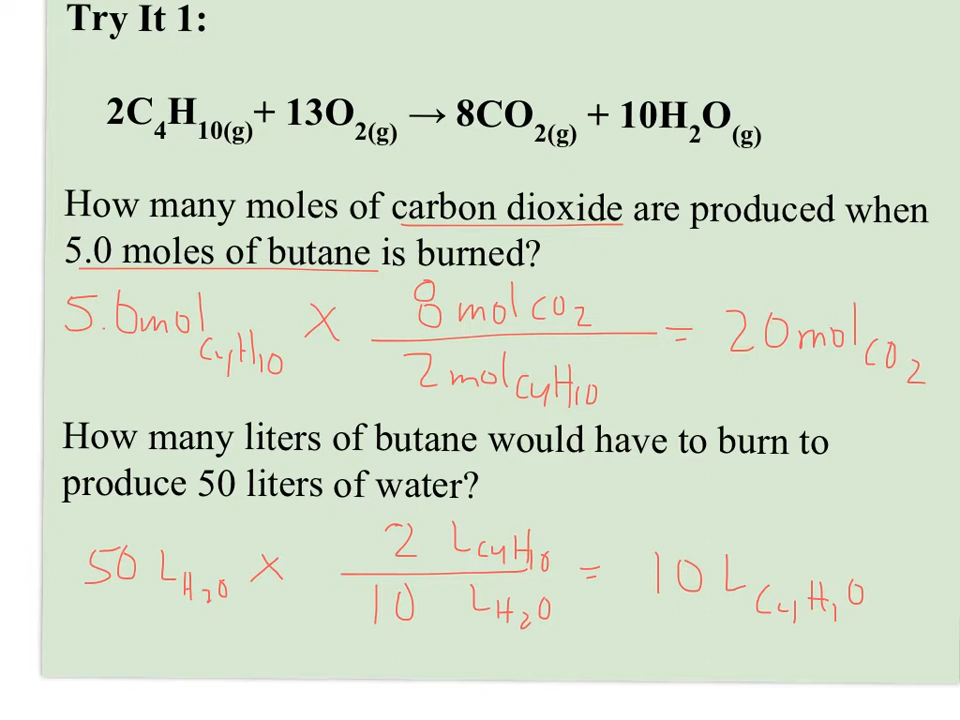 Try It 1:
2C₄H₁₀(g) + 13O₂(g) → 8CO₂(g) + 10H₂O(g)
How many moles of carbon dioxide are produced when
5.0 moles of butane is burned?
5.0mol C₄H₁₀ × 8 mol CO₂ / 2 mol C₄H₁₀ = 20 mol CO₂
How many liters of butane would have to burn to
produce 50 liters of water?
50 L H₂O × 2 L C₄H₁₀ / 10 L H₂O = 10 L C₄H₁₀